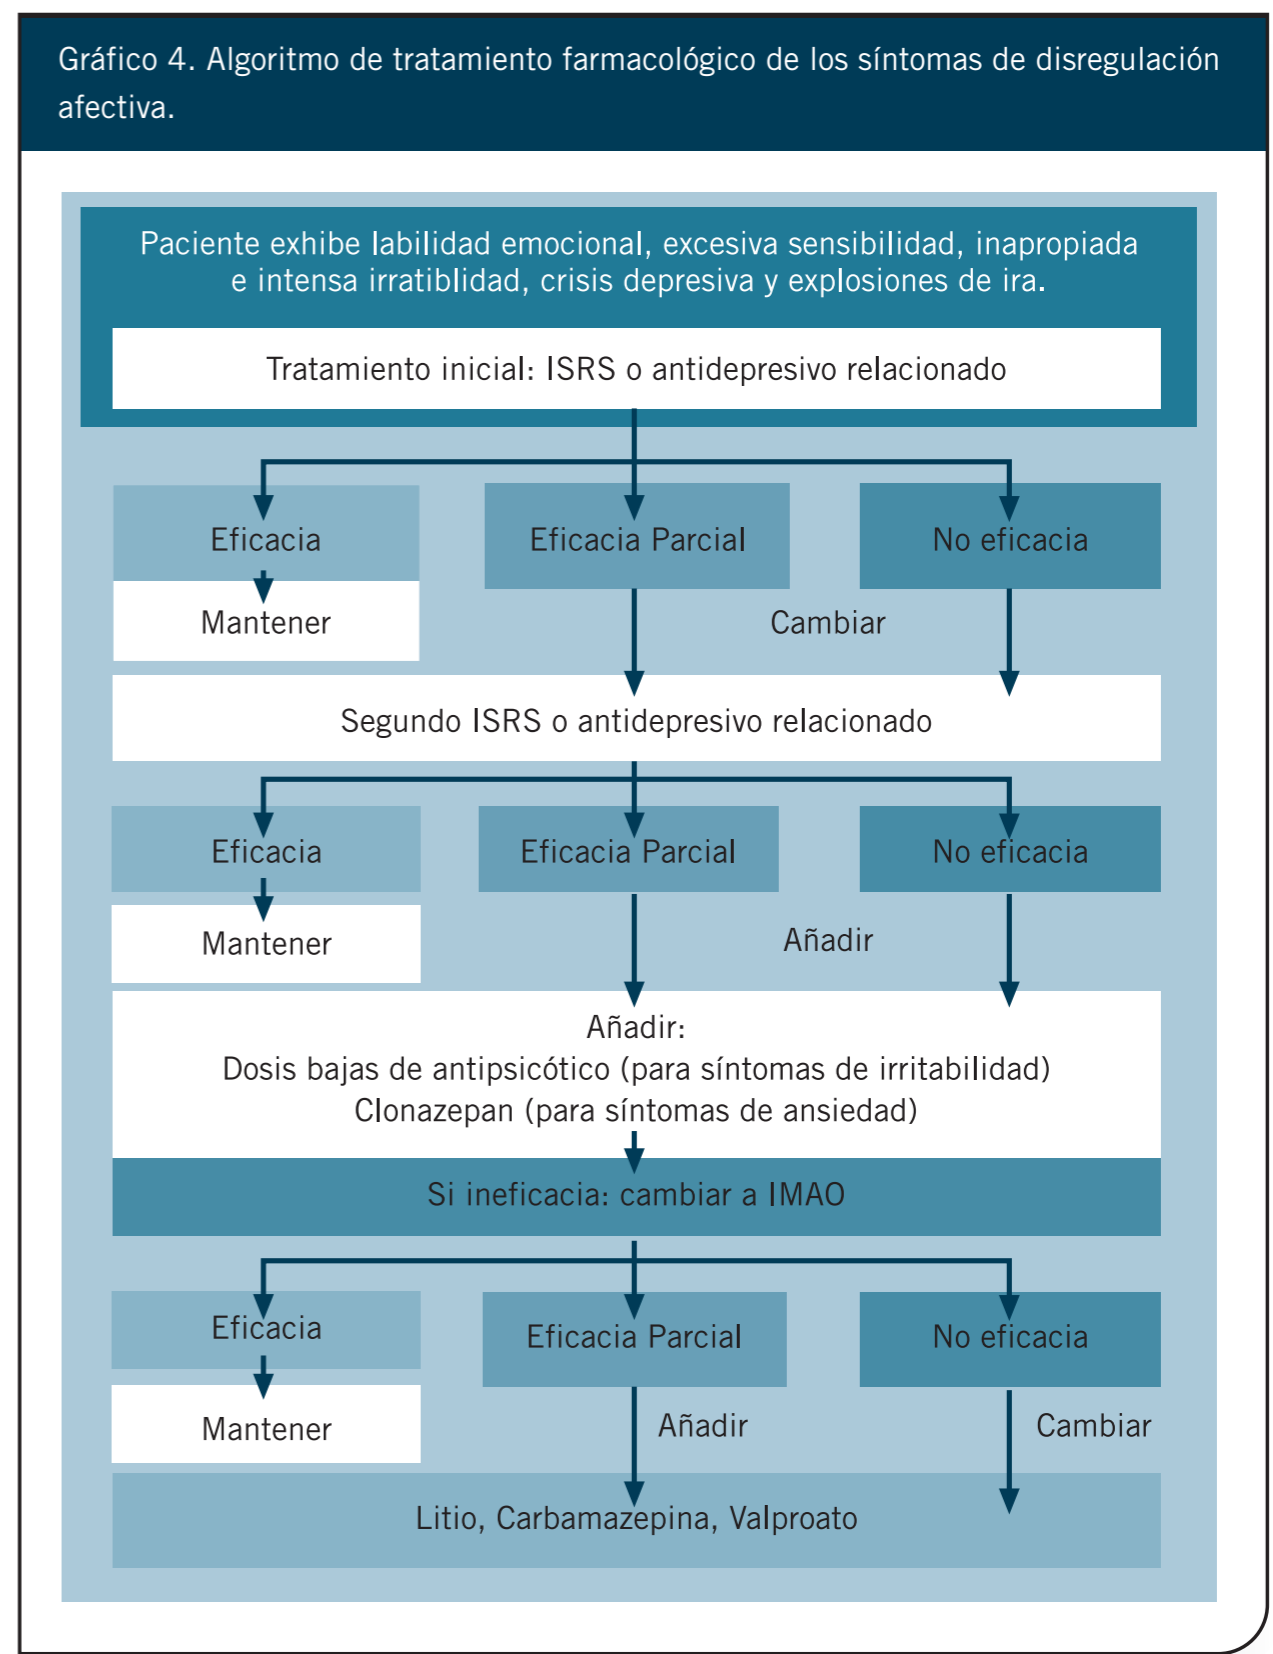 Gráfico 4. Algoritmo de tratamiento farmacológico de los síntomas de disregulación
afectiva.
Paciente exhibe labilidad emocional, excesiva sensibilidad, inapropiada
e intensa irratiblidad, crisis depresiva y explosiones de ira.
Tratamiento inicial: ISRS o antidepresivo relacionado
Eficacia
Eficacia Parcial
No eficacia
Mantener
Cambiar
Segundo ISRS o antidepresivo relacionado
Eficacia
Eficacia Parcial
No eficacia
Mantener
Añadir
Añadir:
Dosis bajas de antipsicótico (para síntomas de irritabilidad)
Clonazepan (para síntomas de ansiedad)
Si ineficacia: cambiar a IMAO
Eficacia
Eficacia Parcial
No eficacia
Mantener
Añadir
Cambiar
Litio, Carbamazepina, Valproato